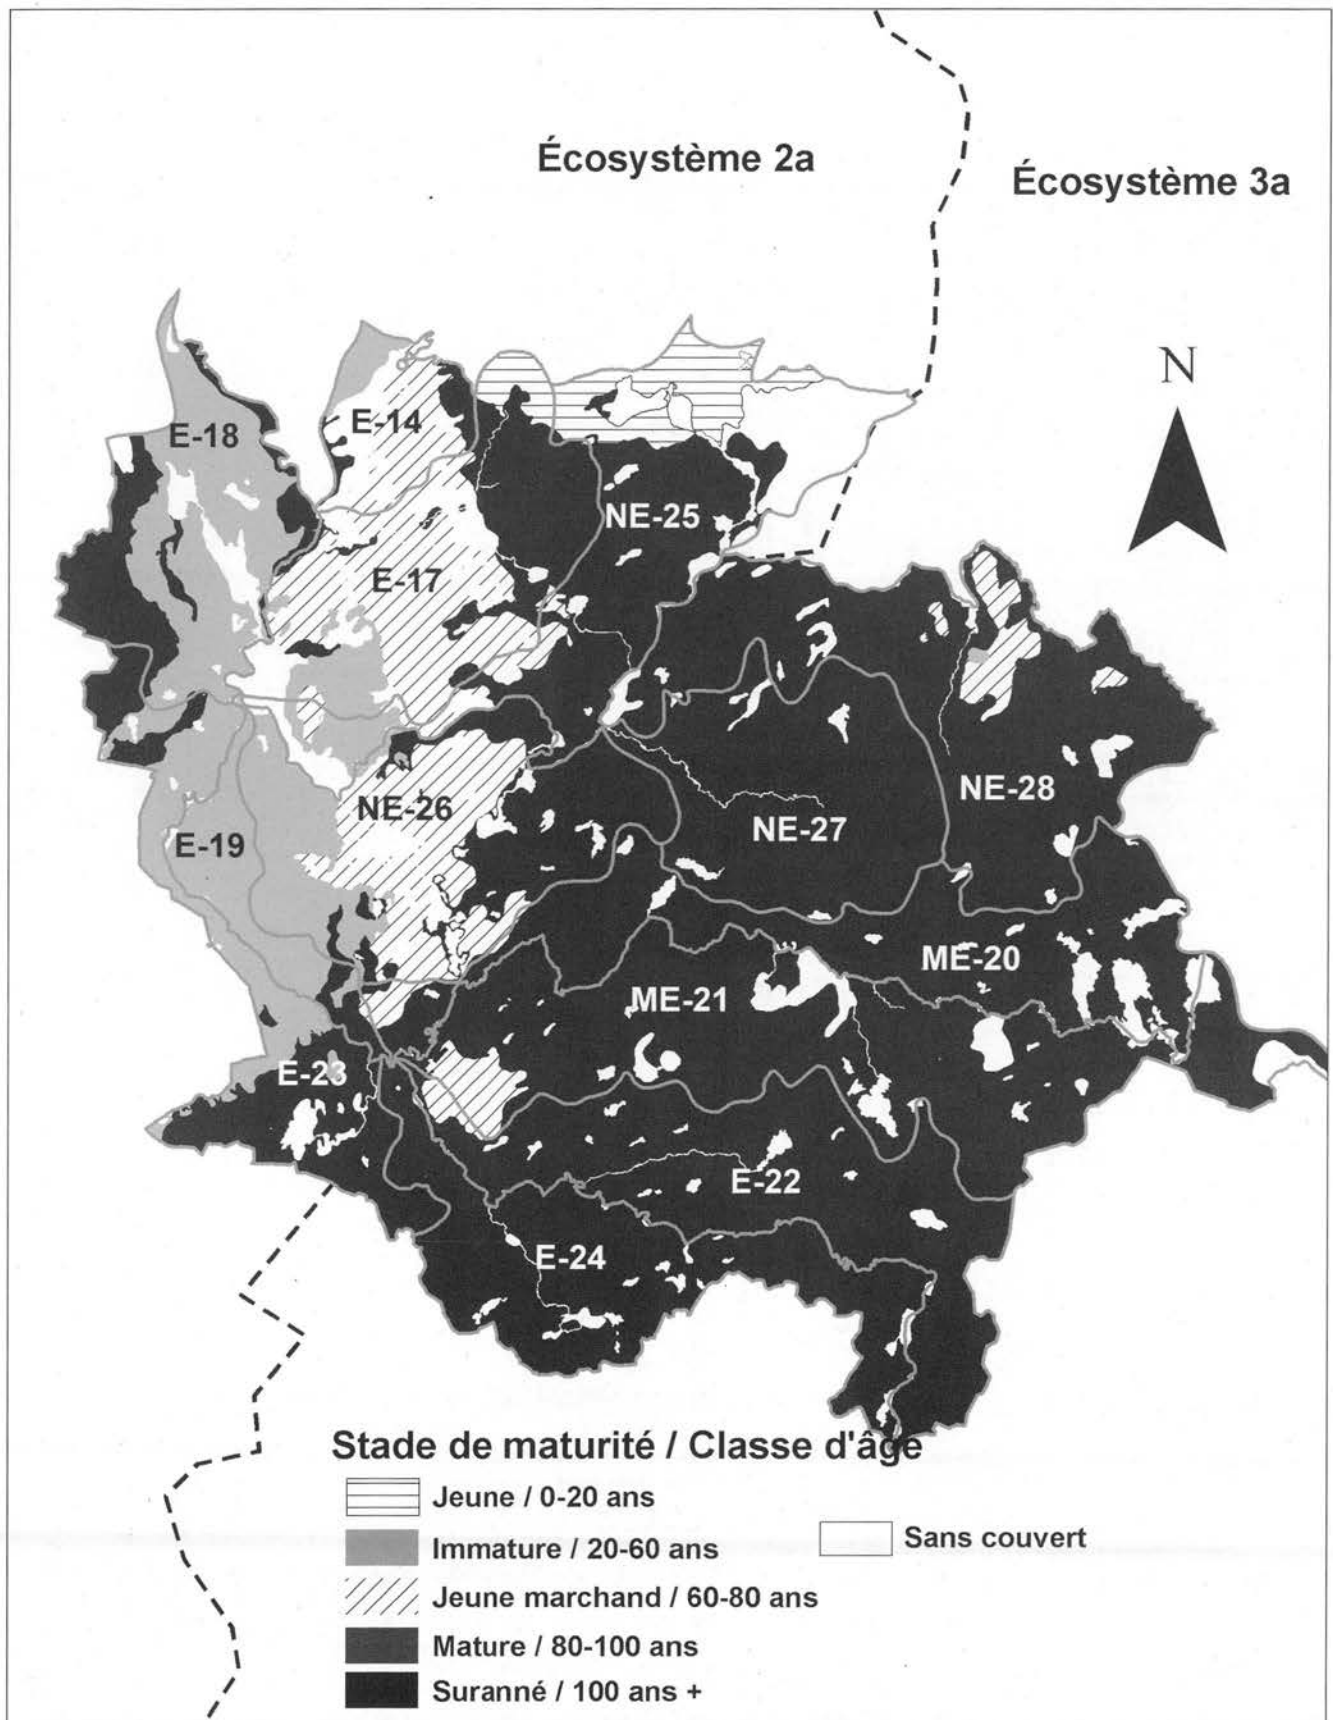 Écosystème 2a
Écosystème 3a
N
E-18
E-14
NE-25
E-17
NE-26
NE-28
NE-27
E-19
ME-20
ME-21
E-23
E-22
E-24
Stade de maturité / Classe d'âge
Jeune / 0-20 ans
Immature / 20-60 ans
Sans couvert
Jeune marchand / 60-80 ans
Mature / 80-100 ans
Suranné / 100 ans +